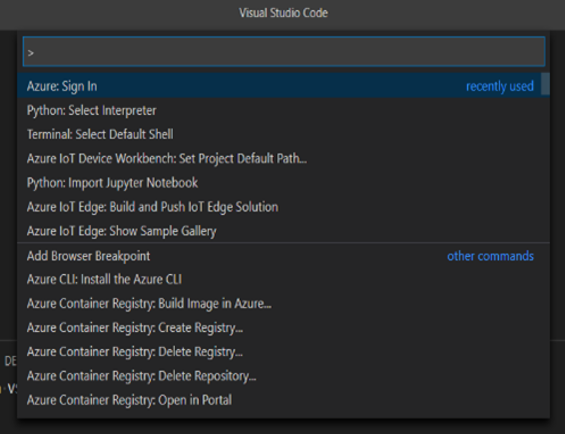 Visual Studio Code
>
Azure: Sign In recently used
Python: Select Interpreter
Terminal: Select Default Shell
Azure IoT Device Workbench: Set Project Default Path...
Python: Import Jupyter Notebook
Azure IoT Edge: Build and Push IoT Edge Solution
Azure IoT Edge: Show Sample Gallery
Add Browser Breakpoint other commands
Azure CLI: Install the Azure CLI
Azure Container Registry: Build Image in Azure...
Azure Container Registry: Create Registry...
Azure Container Registry: Delete Registry...
DE
Azure Container Registry: Delete Repository...
VS
Azure Container Registry: Open in Portal